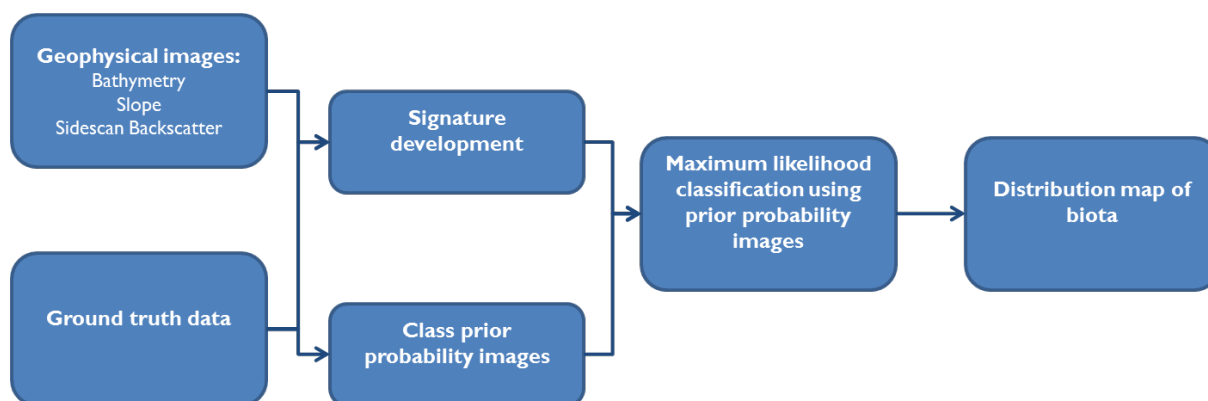 Geophysical images:
Bathymetry
Slope
Sidescan Backscatter
Ground truth data
Signature
development
Class prior
probability images
Maximum likelihood
classification using
prior probability
images
Distribution map of
biota